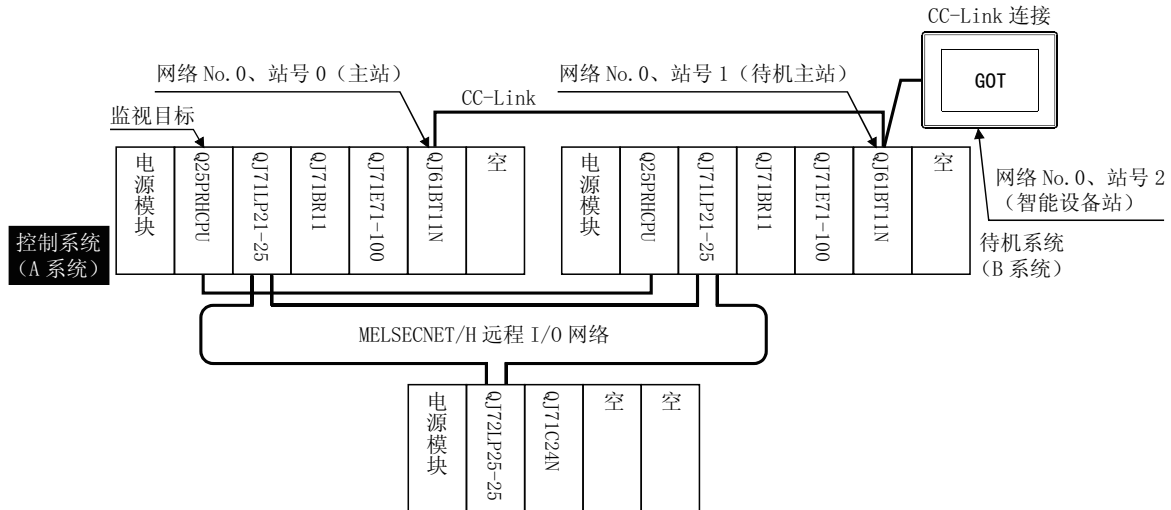 CC-Link 连接
网络 No.0、站号 0（主站）
网络 No.0、站号 1（待机主站）
GOT
CC-Link
监视目标
电源模块
Q25PRHCPU
QJ71LP21-25
QJ71BR11
QJ71E71-100
QJ61BT11N
空
电源模块
Q25PRHCPU
QJ71LP21-25
QJ71BR11
QJ71E71-100
QJ61BT11N
空
网络 No.0、站号 2
（智能设备站）
控制系统
（A 系统）
待机系统
（B 系统）
MELSECNET/H 远程 I/O 网络
电源模块
QJ72LP25-25
QJ71C24N
空
空